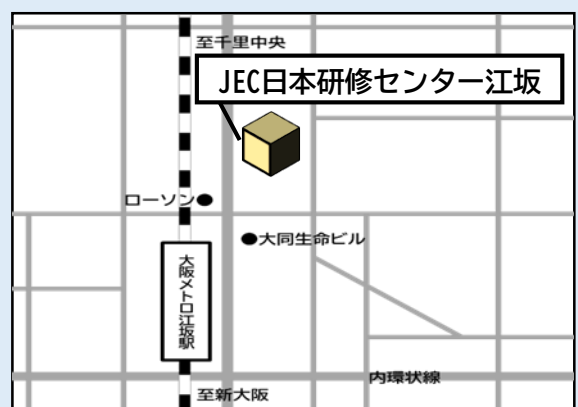 至千里中央
JEC日本研修センター江坂
ローソン
大同生命ビル
大阪メトロ江坂駅
内環状線
至新大阪